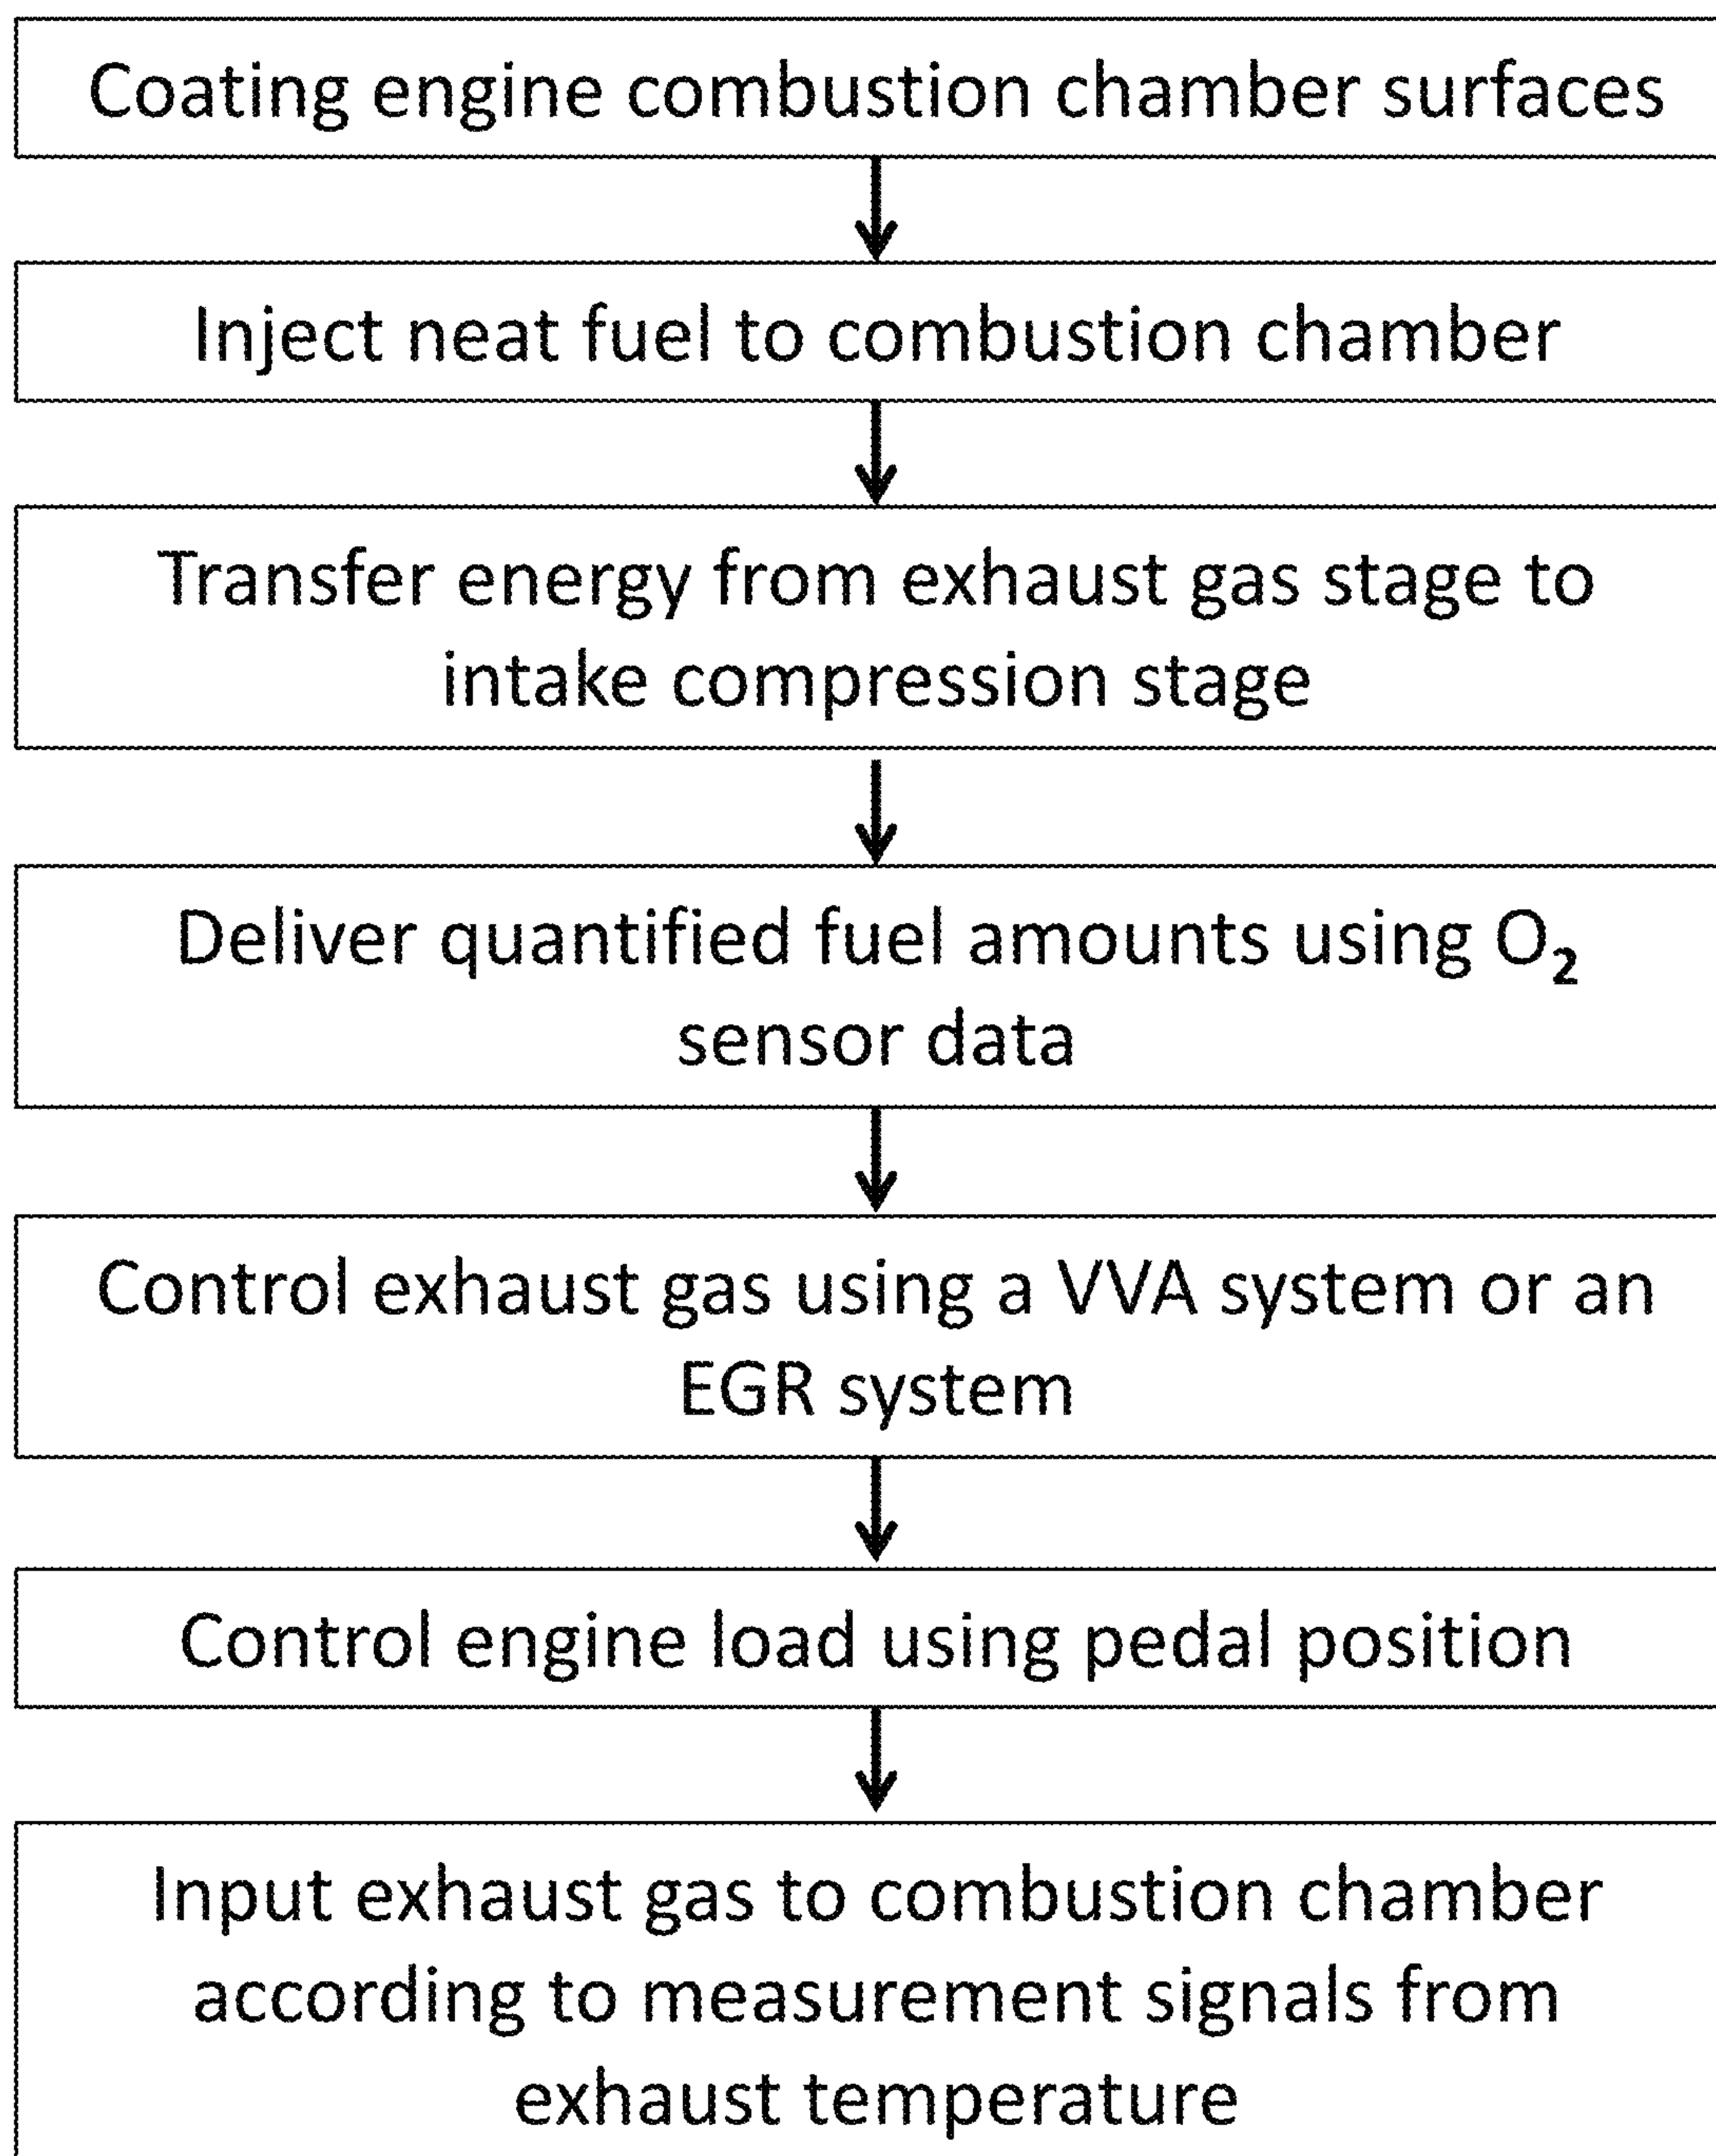 Coating engine combustion chamber surfaces
Inject neat fuel to combustion chamber
Transfer energy from exhaust gas stage to
intake compression stage
Deliver quantified fuel amounts using O₂
sensor data
Control exhaust gas using a VVA system or an
EGR system
Control engine load using pedal position
Input exhaust gas to combustion chamber
according to measurement signals from
exhaust temperature